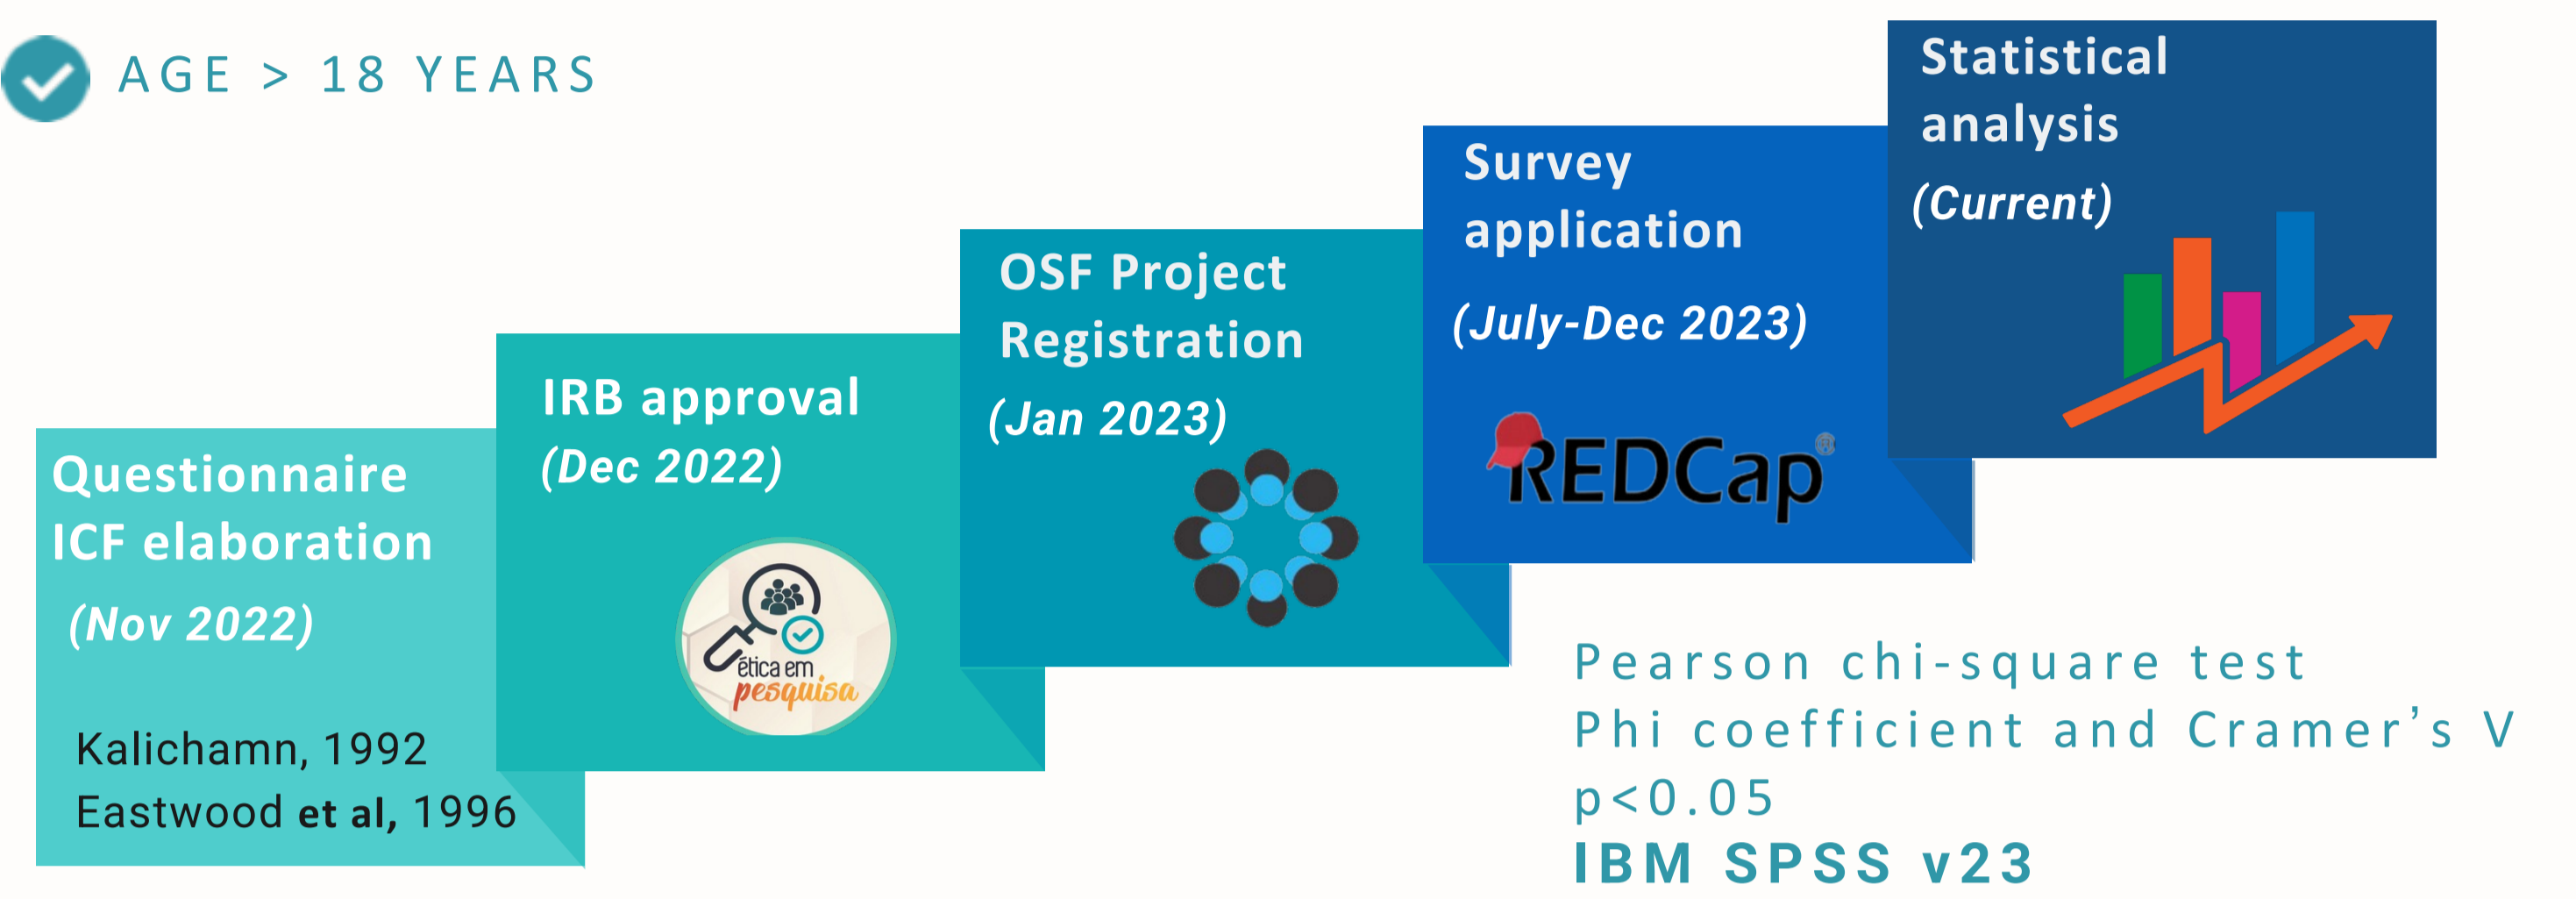 AGE > 18 YEARS
Questionnaire
ICF elaboration
(Nov 2022)
Kalichamn, 1992
Eastwood et al, 1996
IRB approval
(Dec 2022)
ética em
pesquisa
OSF Project
Registration
(Jan 2023)
Survey
application
(July-Dec 2023)
REDCap®
Statistical
analysis
(Current)
Pearson chi-square test
Phi coefficient and Cramer’s V
p<0.05
IBM SPSS v23